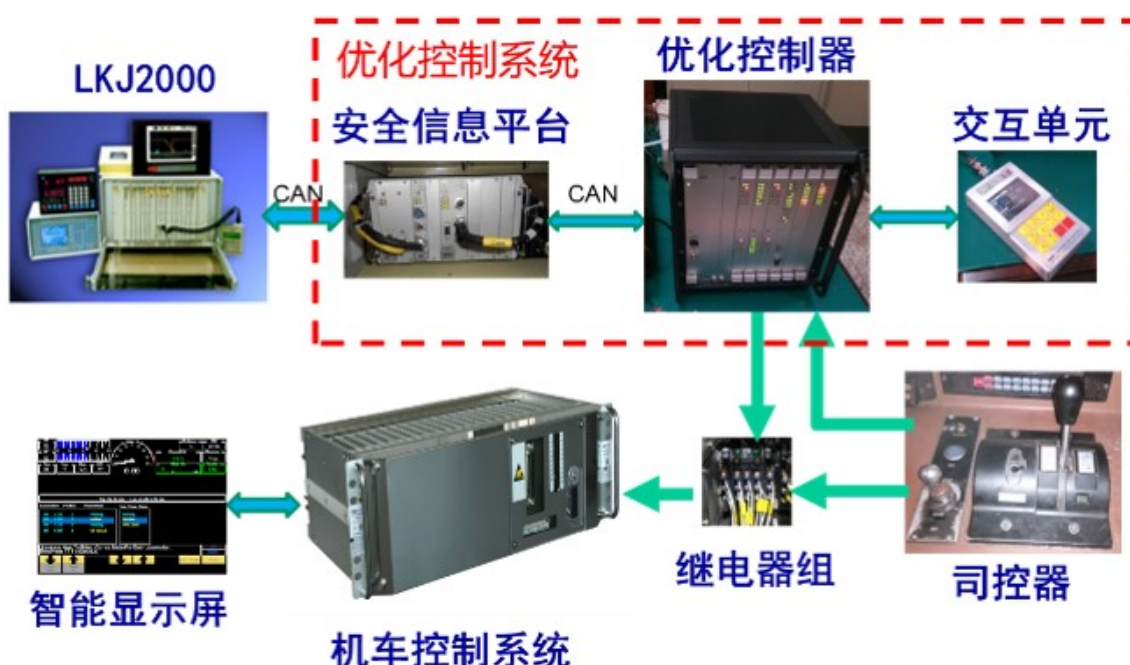 优化控制系统
优化控制器
LKJ2000
安全信息平台
交互单元
CAN
CAN
继电器组
司控器
智能显示屏
机车控制系统